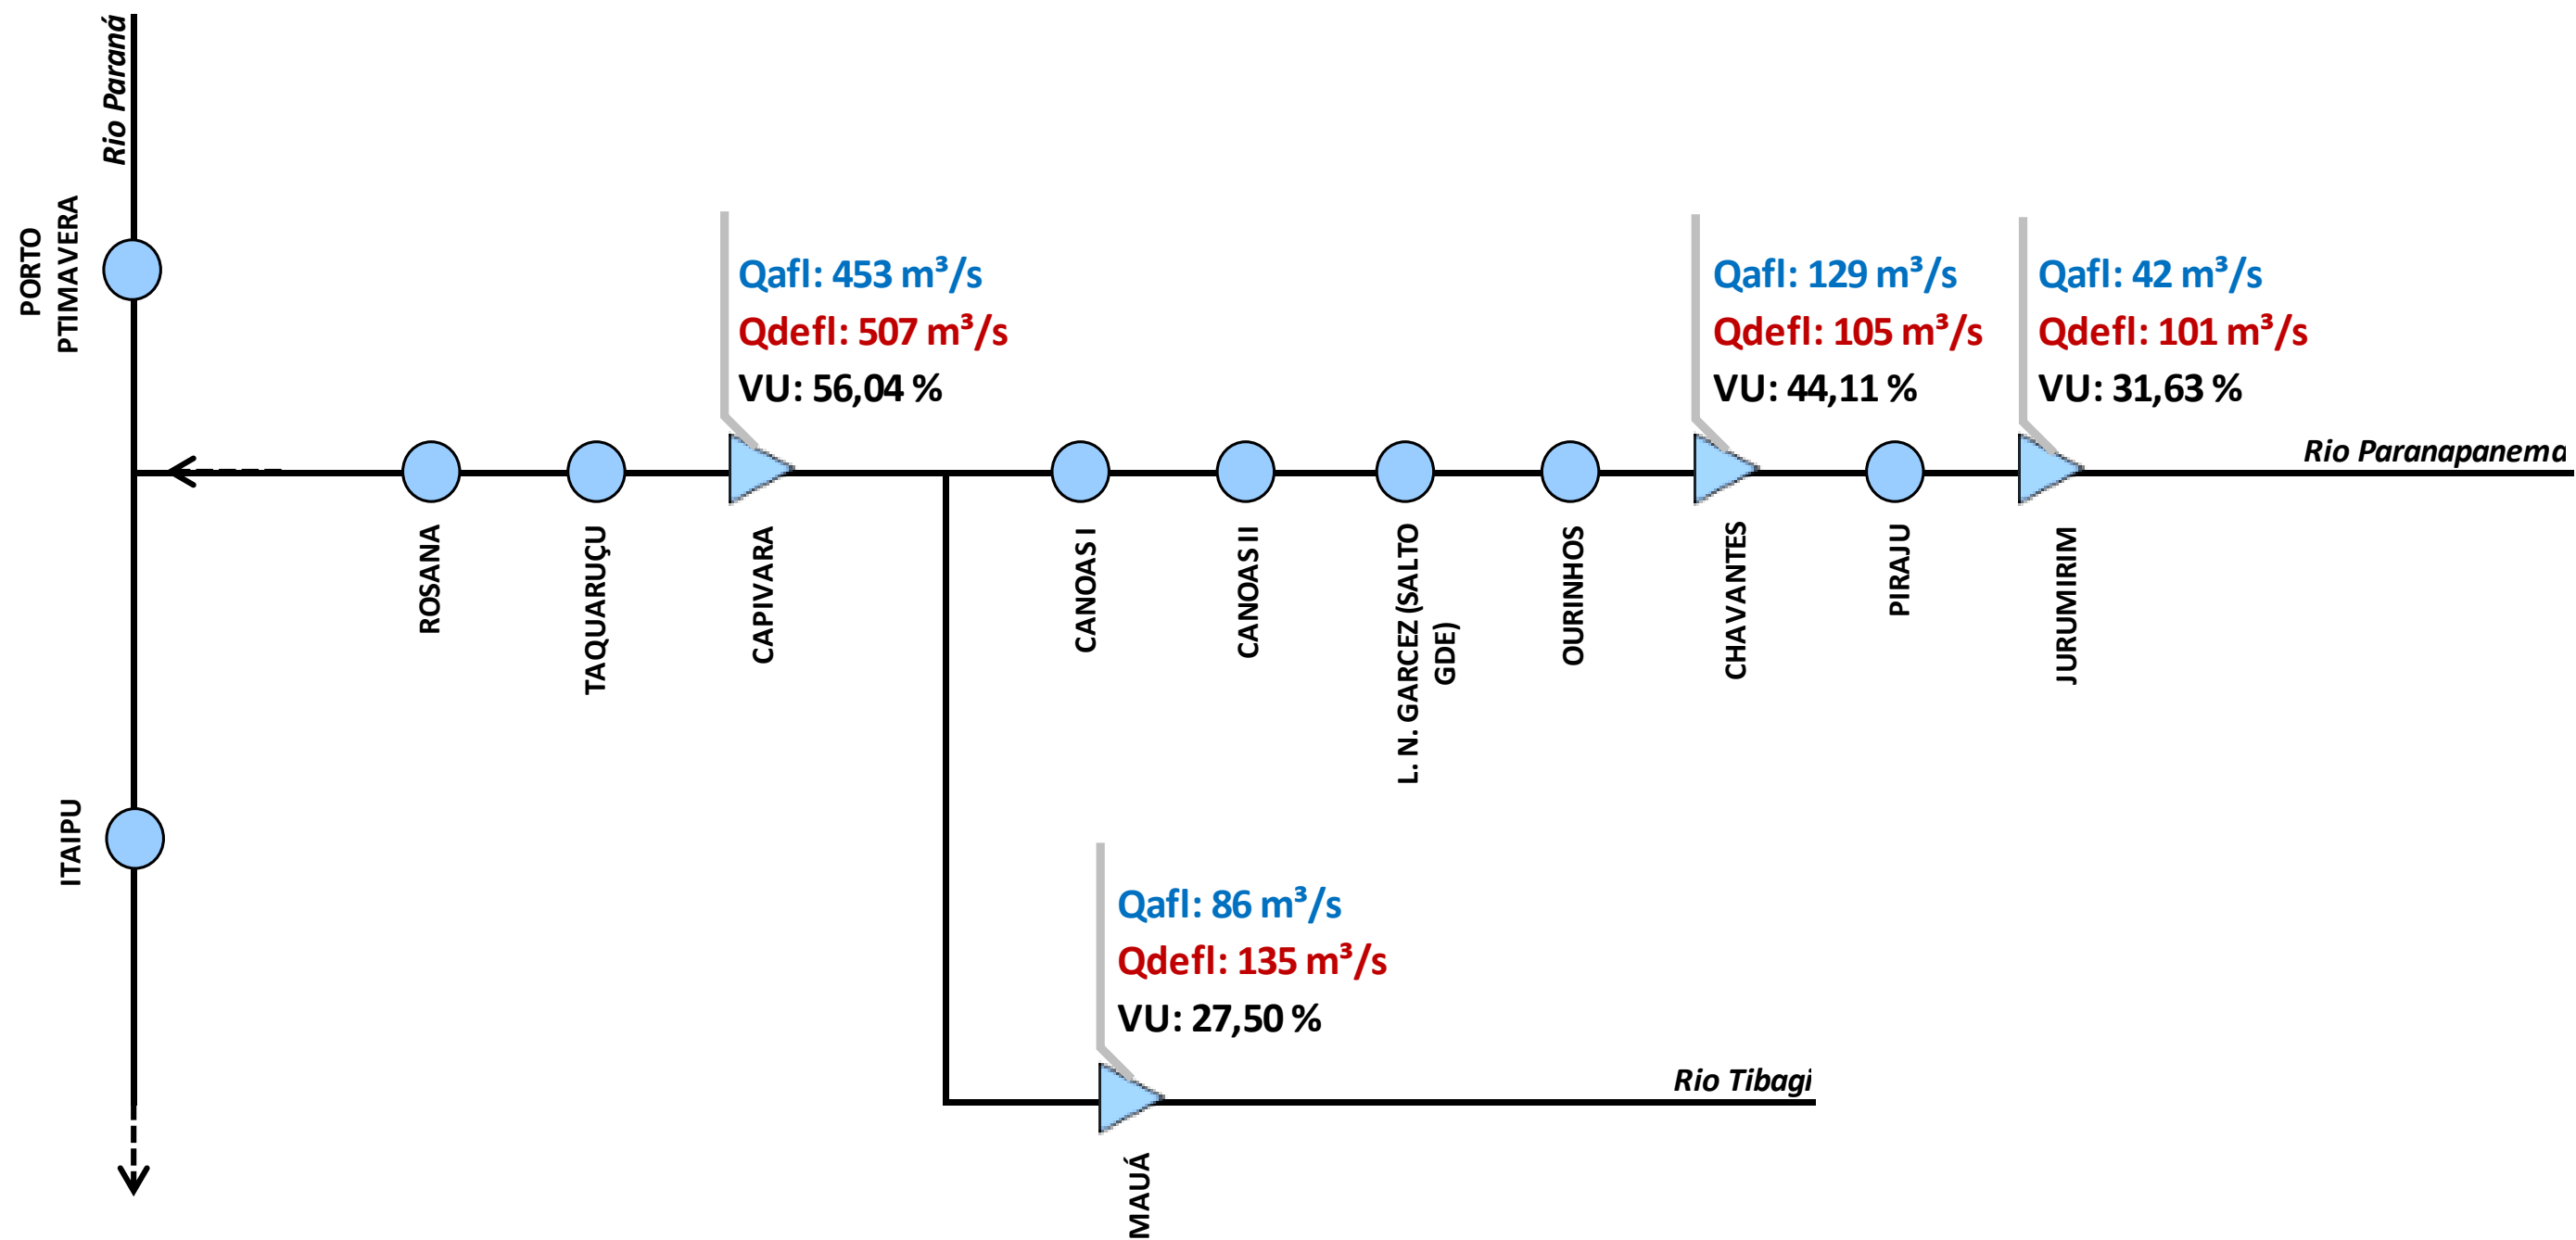 Rio Paraná
PORTO
PTIMAVERA
Qafl: 453 m³/s
Qdefl: 507 m³/s
VU: 56,04 %
Qafl: 129 m³/s
Qdefl: 105 m³/s
VU: 44,11 %
Qafl: 42 m³/s
Qdefl: 101 m³/s
VU: 31,63 %
Rio Paranapanema
ROSANA
TAQUARUÇU
CAPIVARA
CANOAS I
CANOAS II
L. N. GARCEZ (SALTO
GDE)
OURINHOS
CHAVANTES
PIRAJU
JURUMIRIM
ITAIPU
Qafl: 86 m³/s
Qdefl: 135 m³/s
VU: 27,50 %
Rio Tibagi
MAUÁ